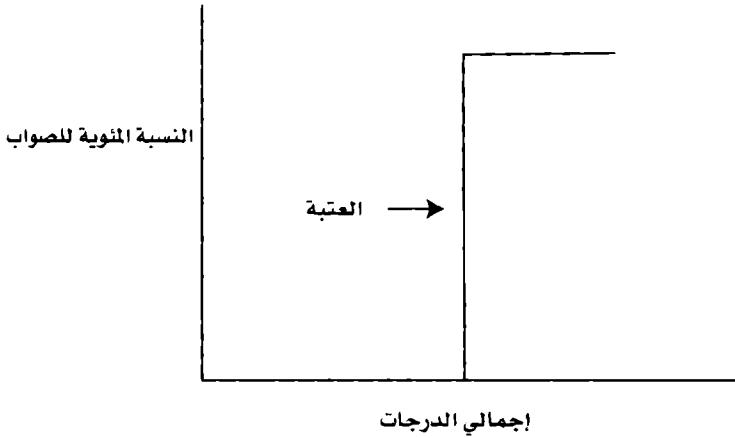 النسبة المئوية للصواب
العتبة
إجمالي الدرجات